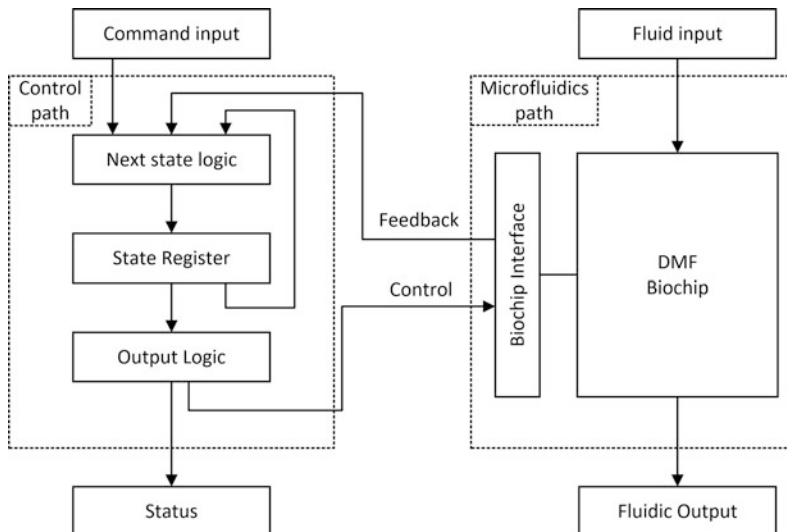 Command input
Fluid input
Control
path
Microfluidics
path
Next state logic
Feedback
State Register
Biochip Interface
DMF
Biochip
Control
Output Logic
Status
Fluidic Output